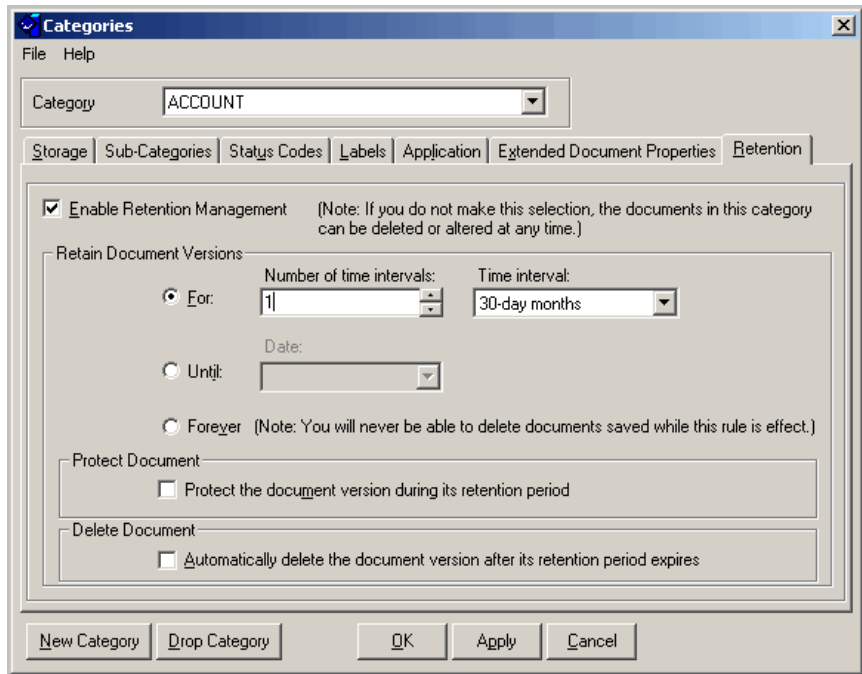 Categories
File Help
Category ACCOUNT
Storage Sub-Categories Status Codes Labels Application Extended Document Properties Retention
Enable Retention Management (Note: If you do not make this selection, the documents in this category
can be deleted or altered at any time.)
Retain Document Versions
Number of time intervals: Time interval:
For: 1 30-day months
Date:
Until:
Forever (Note: You will never be able to delete documents saved while this rule is effect.)
Protect Document
Protect the document version during its retention period
Delete Document
Automatically delete the document version after its retention period expires
New Category Drop Category OK Apply Cancel